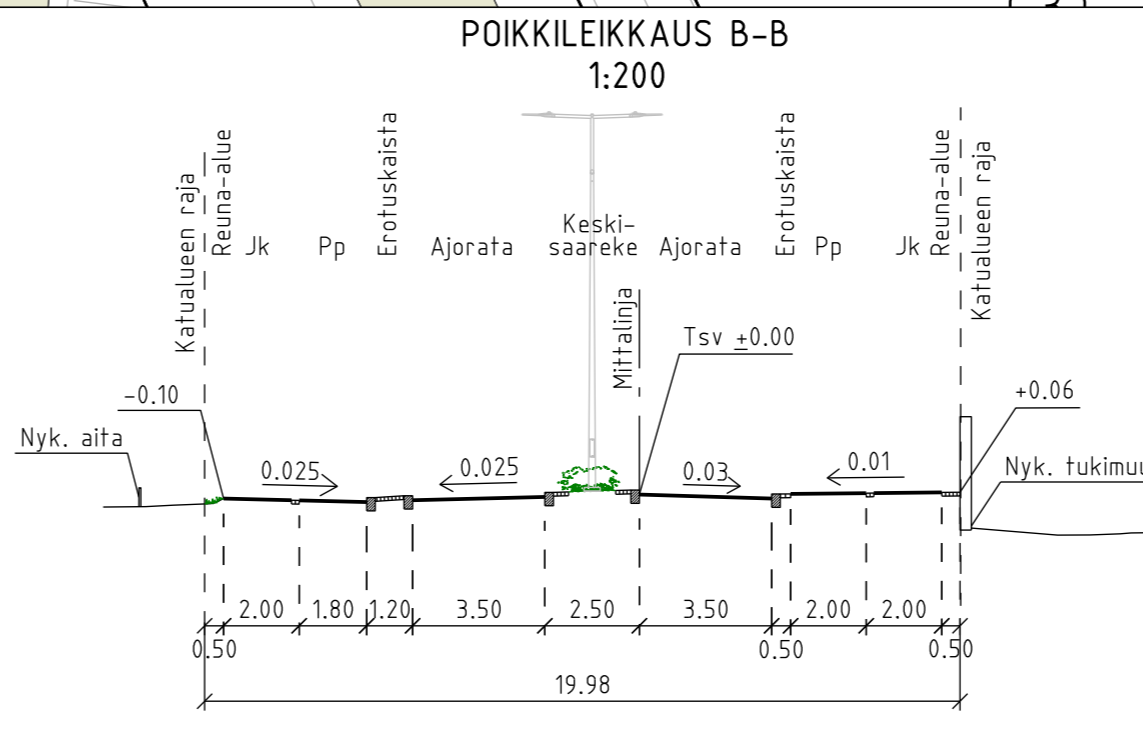 POIKKILEIKKAUS B-B
1:200
Katualueen raja
Reuna-alue
Jk
Pp
Erotuskaista
Ajorata
Keski-
saareke
Mittalinja
Ajorata
Erotuskaista
Pp
Jk
Reuna-alue
Katualueen raja
Tsv ±0.00
-0.10
+0.06
Nyk. aita
0.025
0.025
0.03
0.01
2.00
1.80
1.20
3.50
2.50
3.50
2.00
2.00
0.50
0.50
0.50
19.98